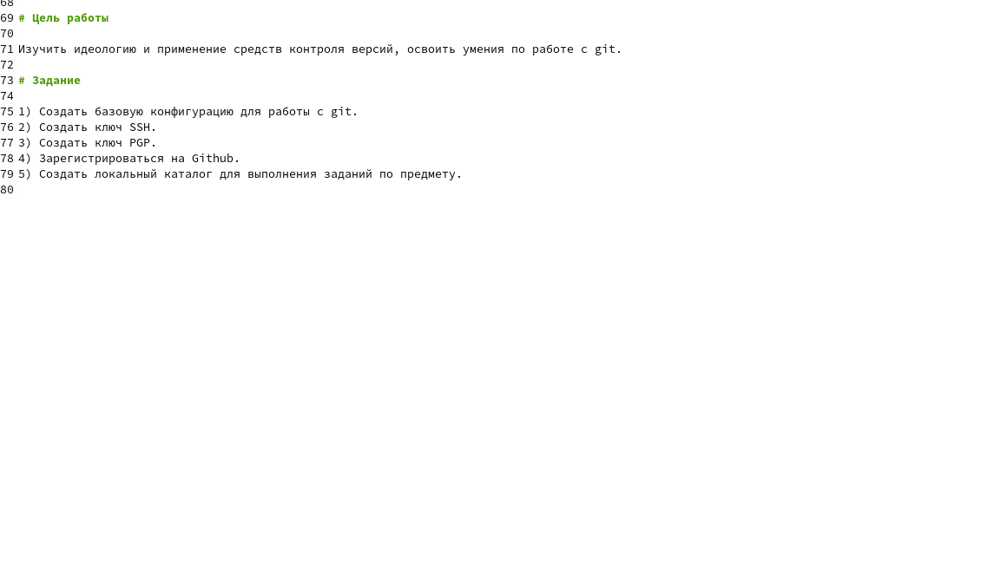 68
69 # Цель работы
70
71 Изучить идеологию и применение средств контроля версий, освоить умения по работе с git.
72
73 # Задание
74
75 1) Создать базовую конфигурацию для работы с git.
76 2) Создать ключ SSH.
77 3) Создать ключ PGP.
78 4) Зарегистрироваться на Github.
79 5) Создать локальный каталог для выполнения заданий по предмету.
80